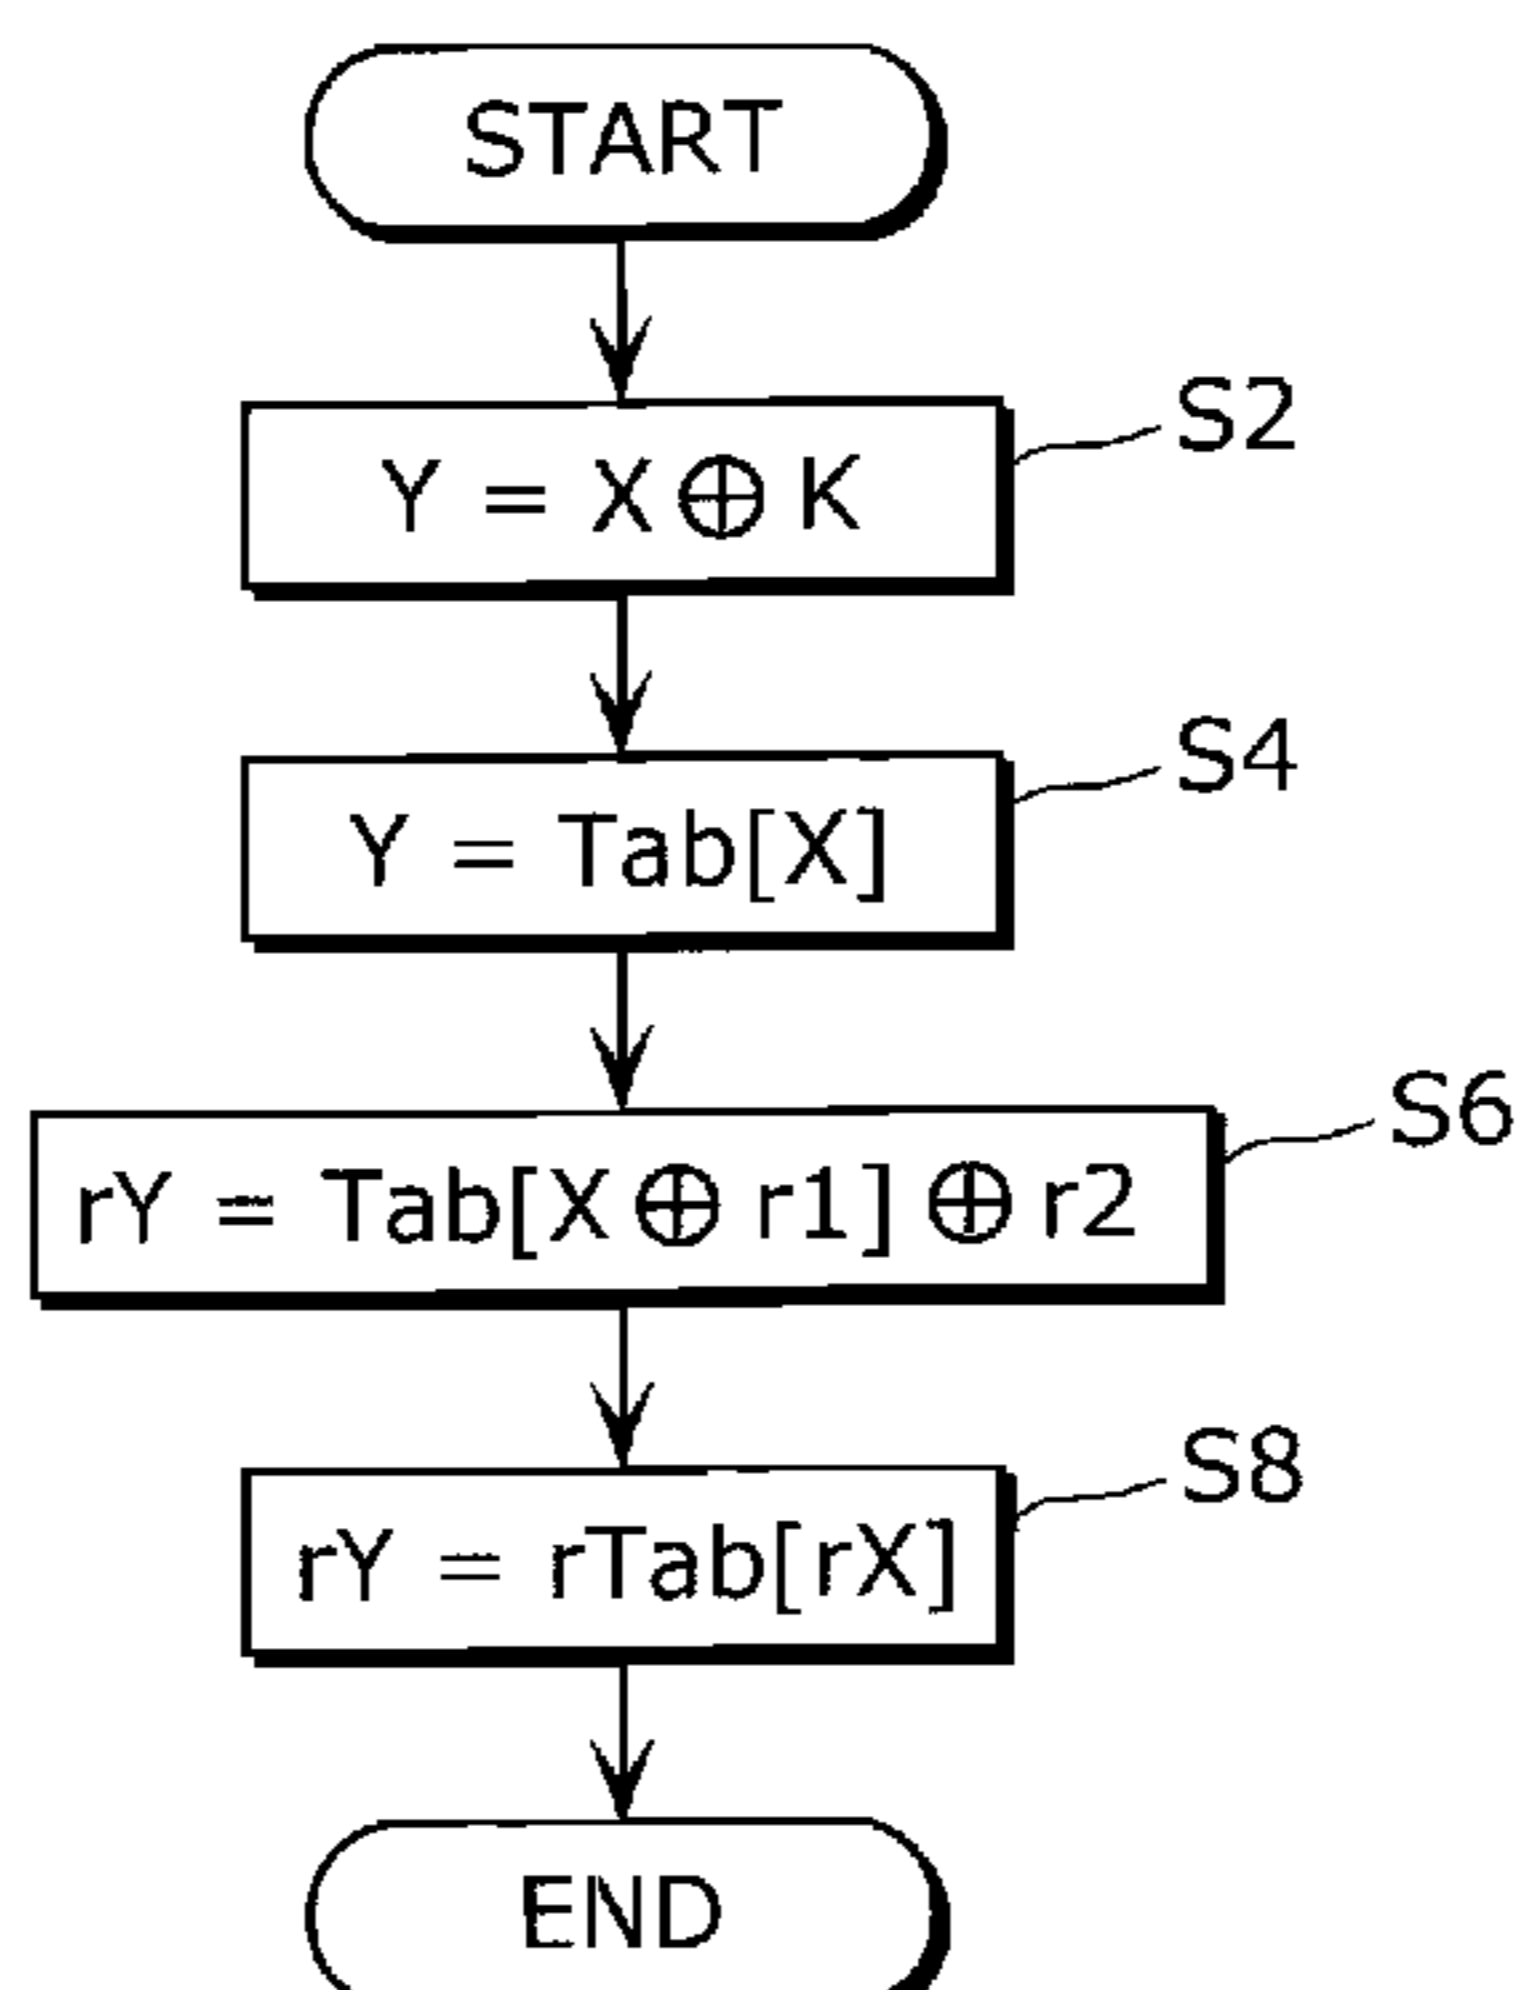 START
Y = X ⊕ K
S2
Y = Tab[X]
S4
rY = Tab[X ⊕ r1] ⊕ r2
S6
rY = rTab[rX]
S8
END